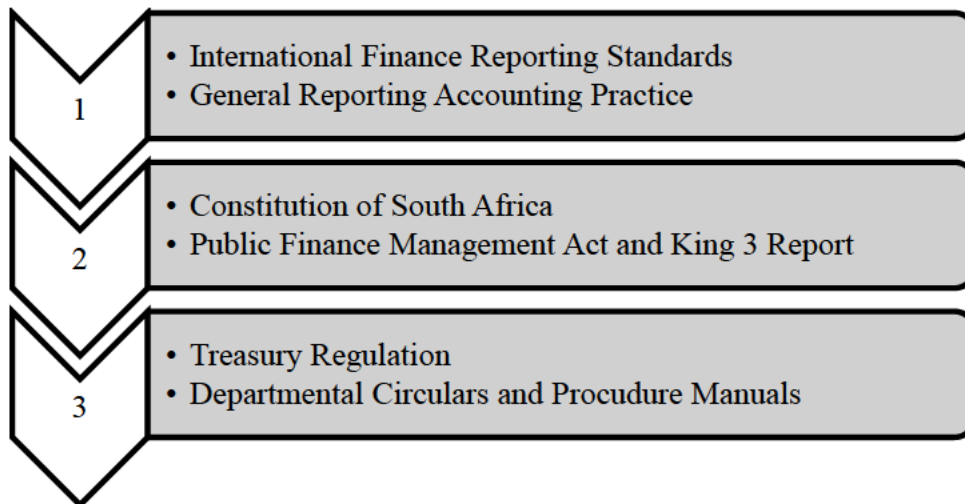 1
• International Finance Reporting Standards
• General Reporting Accounting Practice
2
• Constitution of South Africa
• Public Finance Management Act and King 3 Report
3
• Treasury Regulation
• Departmental Circulars and Procudure Manuals